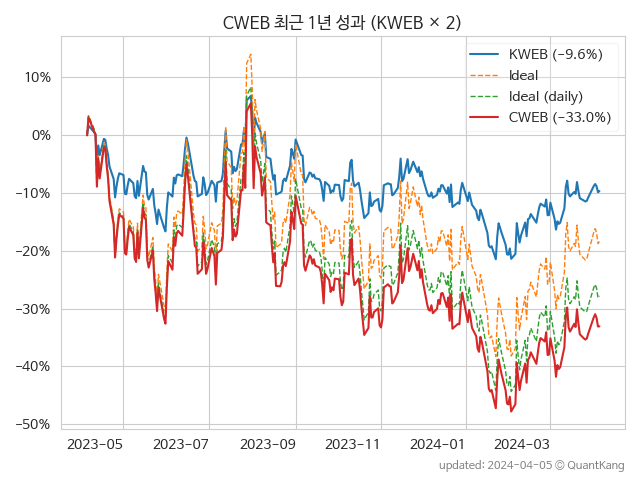 CWEB 최근 1년 성과 (KWEB × 2)
KWEB (−9.6%)
Ideal
Ideal (daily)
CWEB (−33.0%)
10%
0%
−10%
−20%
−30%
−40%
−50%
2023-05 2023-07 2023-09 2023-11 2024-01 2024-03
updated: 2024-04-05 © QuantKang